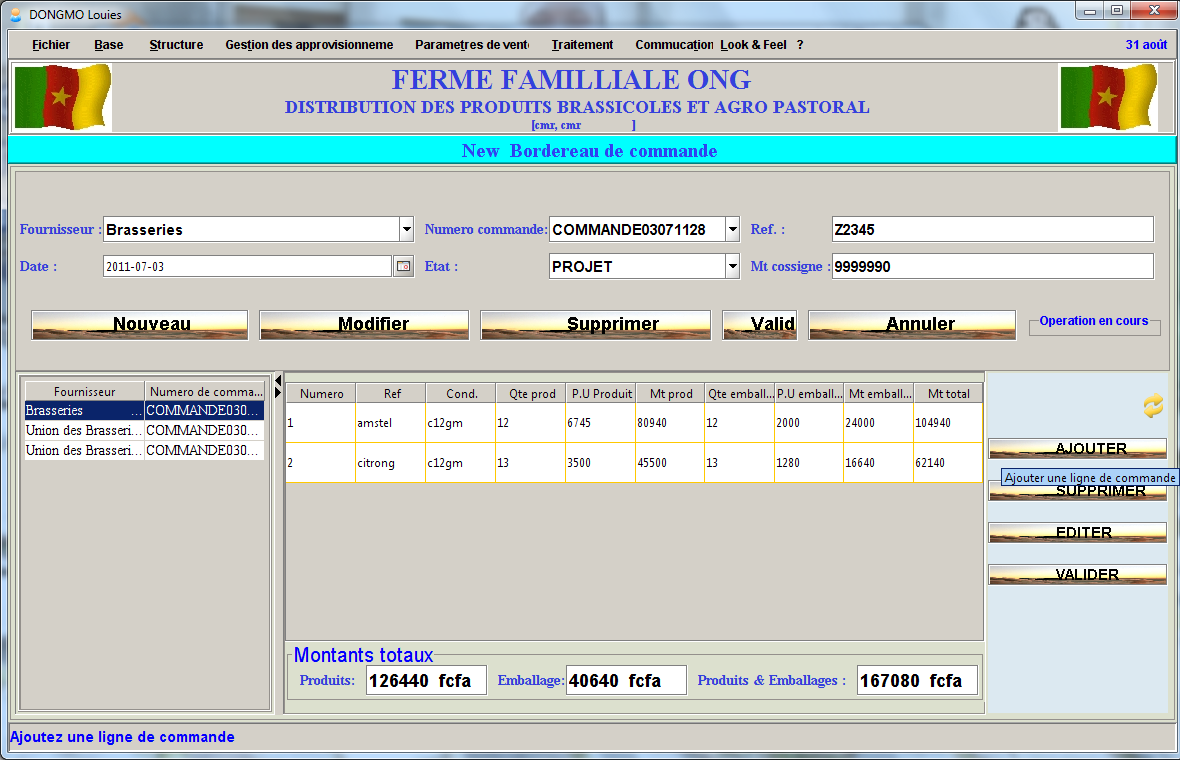 DONGMO Louies
Fichier Base Structure Gestion des approvisionneme Parametres de vent Traitement Commucation Look & Feel ? 31 août
FERME FAMILLIALE ONG
DISTRIBUTION DES PRODUITS BRASSICOLES ET AGRO PASTORAL
[cmr, cmr ]
New Bordereau de commande
Fournisseur : Brasseries Numero commande: COMMANDE03071128 Ref. : Z2345
Date : 2011-07-03 Etat : PROJET Mt cossigne : 9999990
Nouveau Modifier Supprimer Valid Annuler Operation en cours
Fournisseur Numero de comma...
Brasseries ... COMMANDE030...
Union des Brasseri... COMMANDE030...
Union des Brasseri... COMMANDE030...
Numero Ref Cond. Qte prod P.U Produit Mt prod Qte emball... P.U emball... Mt emball... Mt total
1 amstel c12gm 12 6745 80940 12 2000 24000 104940
2 citrong c12gm 13 3500 45500 13 1280 16640 62140
AJOUTER
Ajouter une ligne de commande
SUPPRIMER
EDITER
VALIDER
Montants totaux
Produits: 126440 fcfa Emballage: 40640 fcfa Produits & Emballages : 167080 fcfa
Ajoutez une ligne de commande